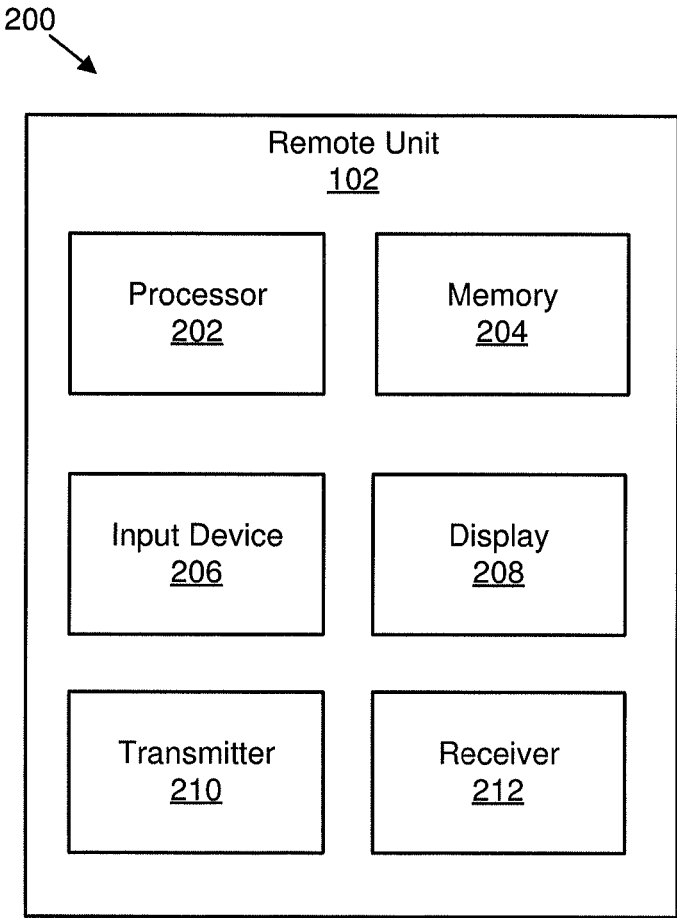 200
Remote Unit
102
Processor
202
Memory
204
Input Device
206
Display
208
Transmitter
210
Receiver
212